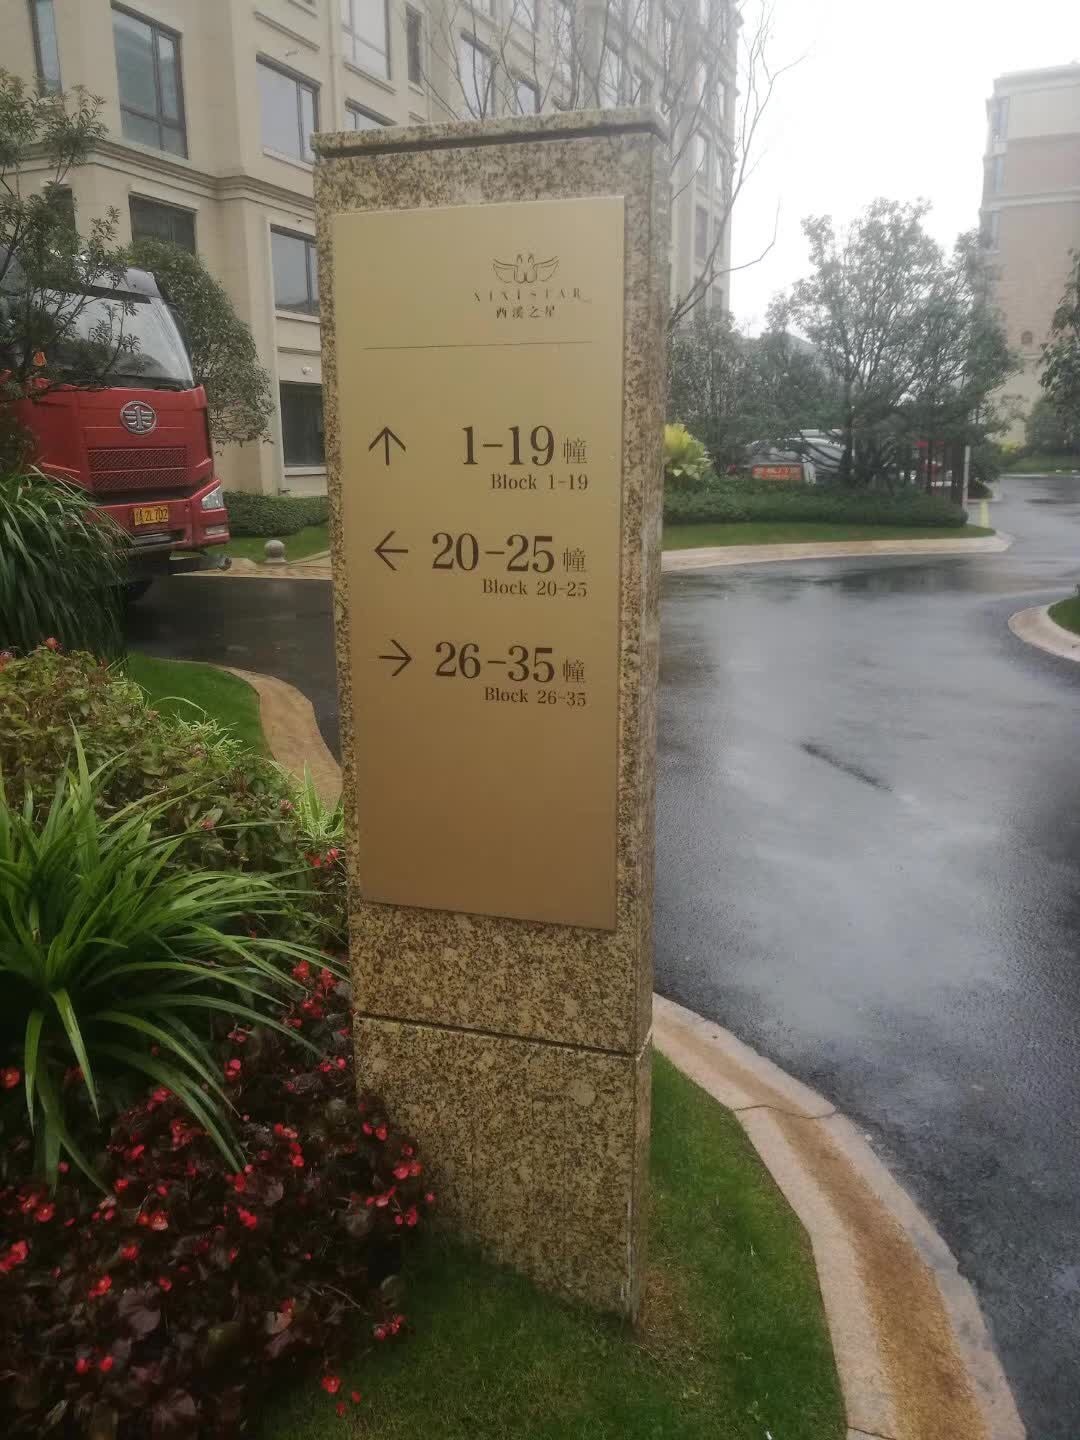 XIXISTAR
西溪之星
↑ 1-19幢
Block 1-19
← 20-25幢
Block 20-25
→ 26-35幢
Block 26-35